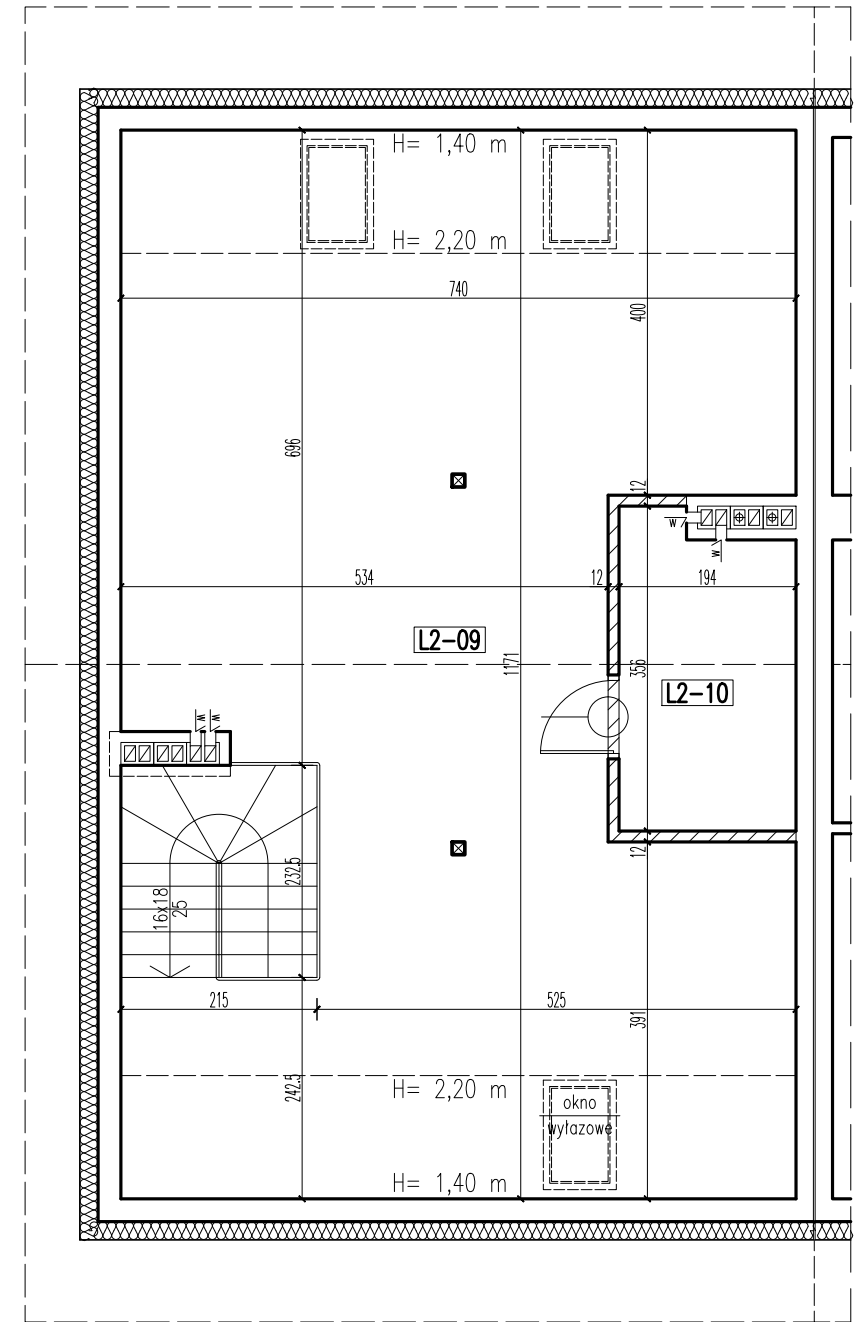 H= 1,40 m
H= 2,20 m
740
400
696
12
w
w
534
12
194
L2-09
1171
356
L2-10
w
w
12
232.5
16x18
25
215
525
391
242.5
H= 2,20 m
okno
wyłazowe
H= 1,40 m